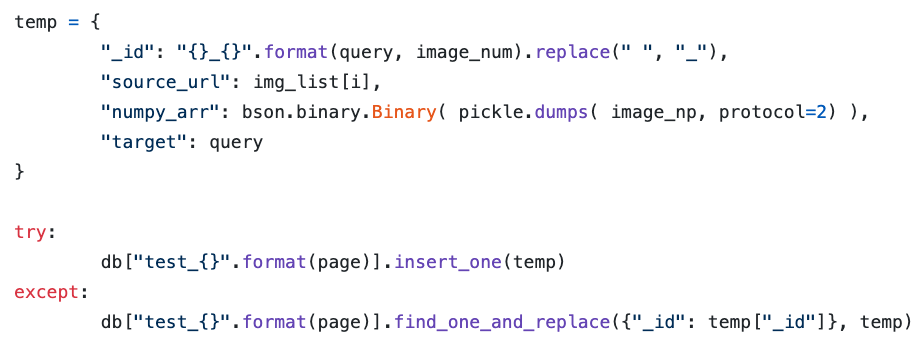 temp = {
        "_id": "{}_{}".format(query, image_num).replace(" ", "_"),
        "source_url": img_list[i],
        "numpy_arr": bson.binary.Binary( pickle.dumps( image_np, protocol=2) ),
        "target": query
}

try:
        db["test_{}".format(page)].insert_one(temp)
except:
        db["test_{}".format(page)].find_one_and_replace({"_id": temp["_id"]}, temp)